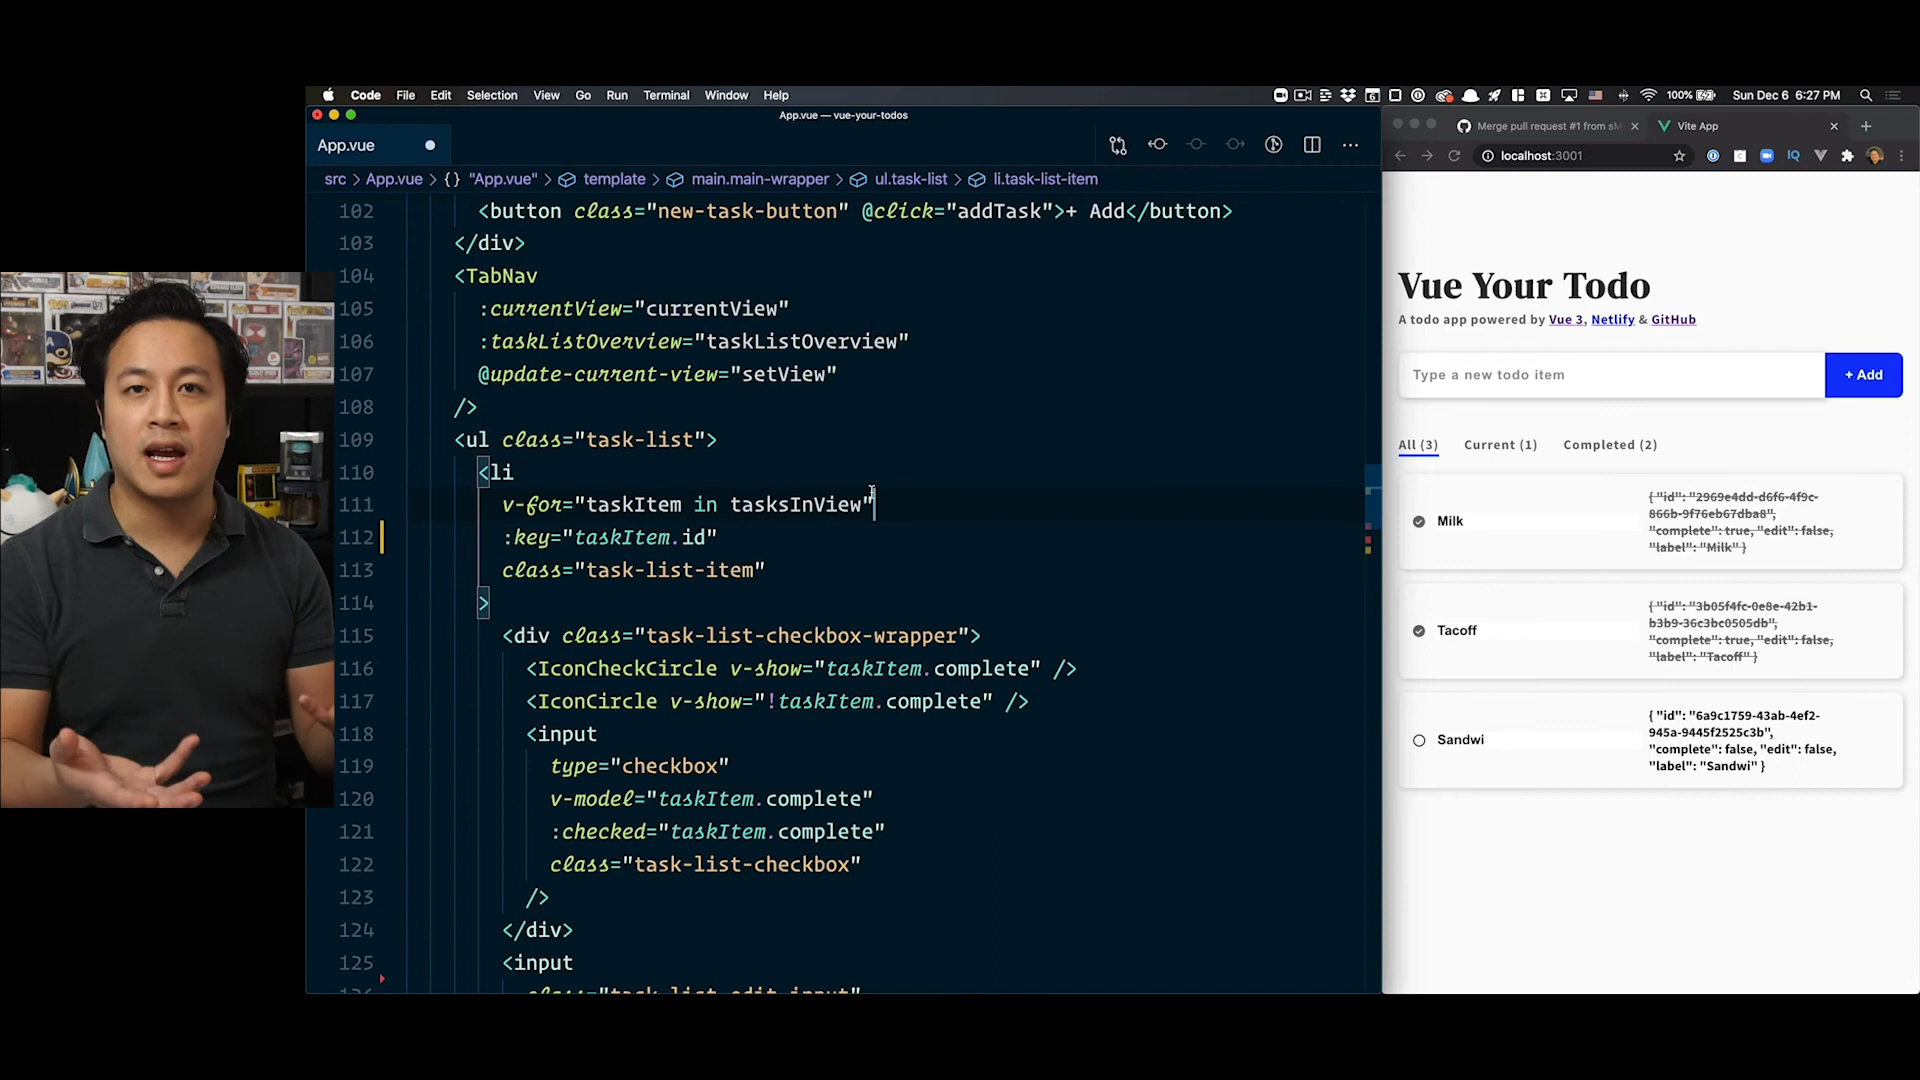 Code File Edit Selection View Go Run Terminal Window Help
100% Sun Dec 6 6:27 PM
App.vue — vue-your-todos
App.vue
src > App.vue > {} "App.vue" > template > main.main-wrapper > ul.task-list > li.task-list-item
102 <button class="new-task-button" @click="addTask">+ Add</button>
103 </div>
104 <TabNav
105 :currentView="currentView"
106 :taskListOverview="taskListOverview"
107 @update-current-view="setView"
108 />
109 <ul class="task-list">
110 <li
111 v-for="taskItem in tasksInView"
112 :key="taskItem.id"
113 class="task-list-item"
114 >
115 <div class="task-list-checkbox-wrapper">
116 <IconCheckCircle v-show="taskItem.complete" />
117 <IconCircle v-show="!taskItem.complete" />
118 <input
119 type="checkbox"
120 v-model="taskItem.complete"
121 :checked="taskItem.complete"
122 class="task-list-checkbox"
123 />
124 </div>
125 <input
Merge pull request #1 from sM
Vite App
localhost:3001
Vue Your Todo
A todo app powered by Vue 3, Netlify & GitHub
Type a new todo item
+ Add
All (3) Current (1) Completed (2)
Milk
{ "id": "2969e4dd-d6f6-4f9c-
866b-9f76eb67dba8",
"complete": true, "edit": false,
"label": "Milk" }
Tacoff
{ "id": "3b05f4fc-0e8e-42b1-
b3b9-36c3bc0505db",
"complete": true, "edit": false,
"label": "Tacoff" }
Sandwi
{ "id": "6a9c1759-43ab-4ef2-
945a-9445f2525c3b",
"complete": false, "edit": false,
"label": "Sandwi" }